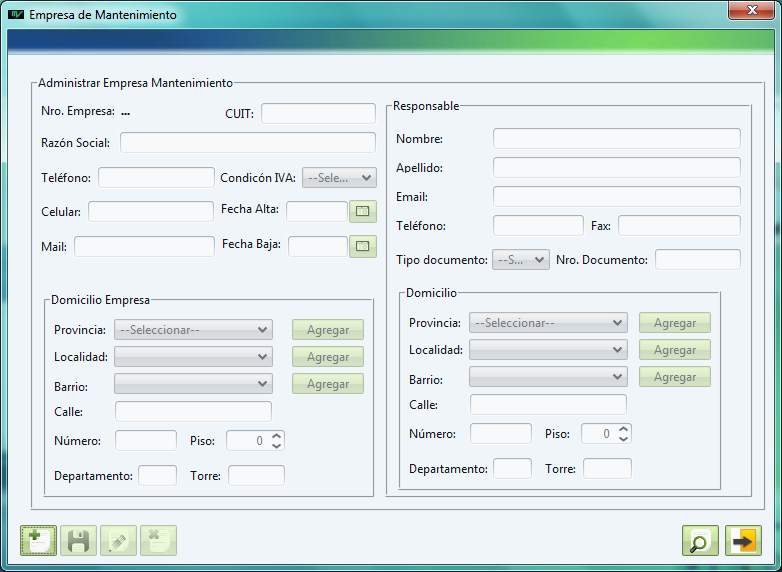 Empresa de Mantenimiento
Administrar Empresa Mantenimiento
Nro. Empresa: ...
CUIT:
Razón Social:
Teléfono:
Condicón IVA: --Sele...
Celular:
Fecha Alta:
Mail:
Fecha Baja:
Domicilio Empresa
Provincia: --Seleccionar-- Agregar
Localidad: Agregar
Barrio: Agregar
Calle:
Número: Piso: 0
Departamento: Torre:
Responsable
Nombre:
Apellido:
Email:
Teléfono: Fax:
Tipo documento: --S... Nro. Documento:
Domicilio
Provincia: --Seleccionar-- Agregar
Localidad: Agregar
Barrio: Agregar
Calle:
Número: Piso: 0
Departamento: Torre: